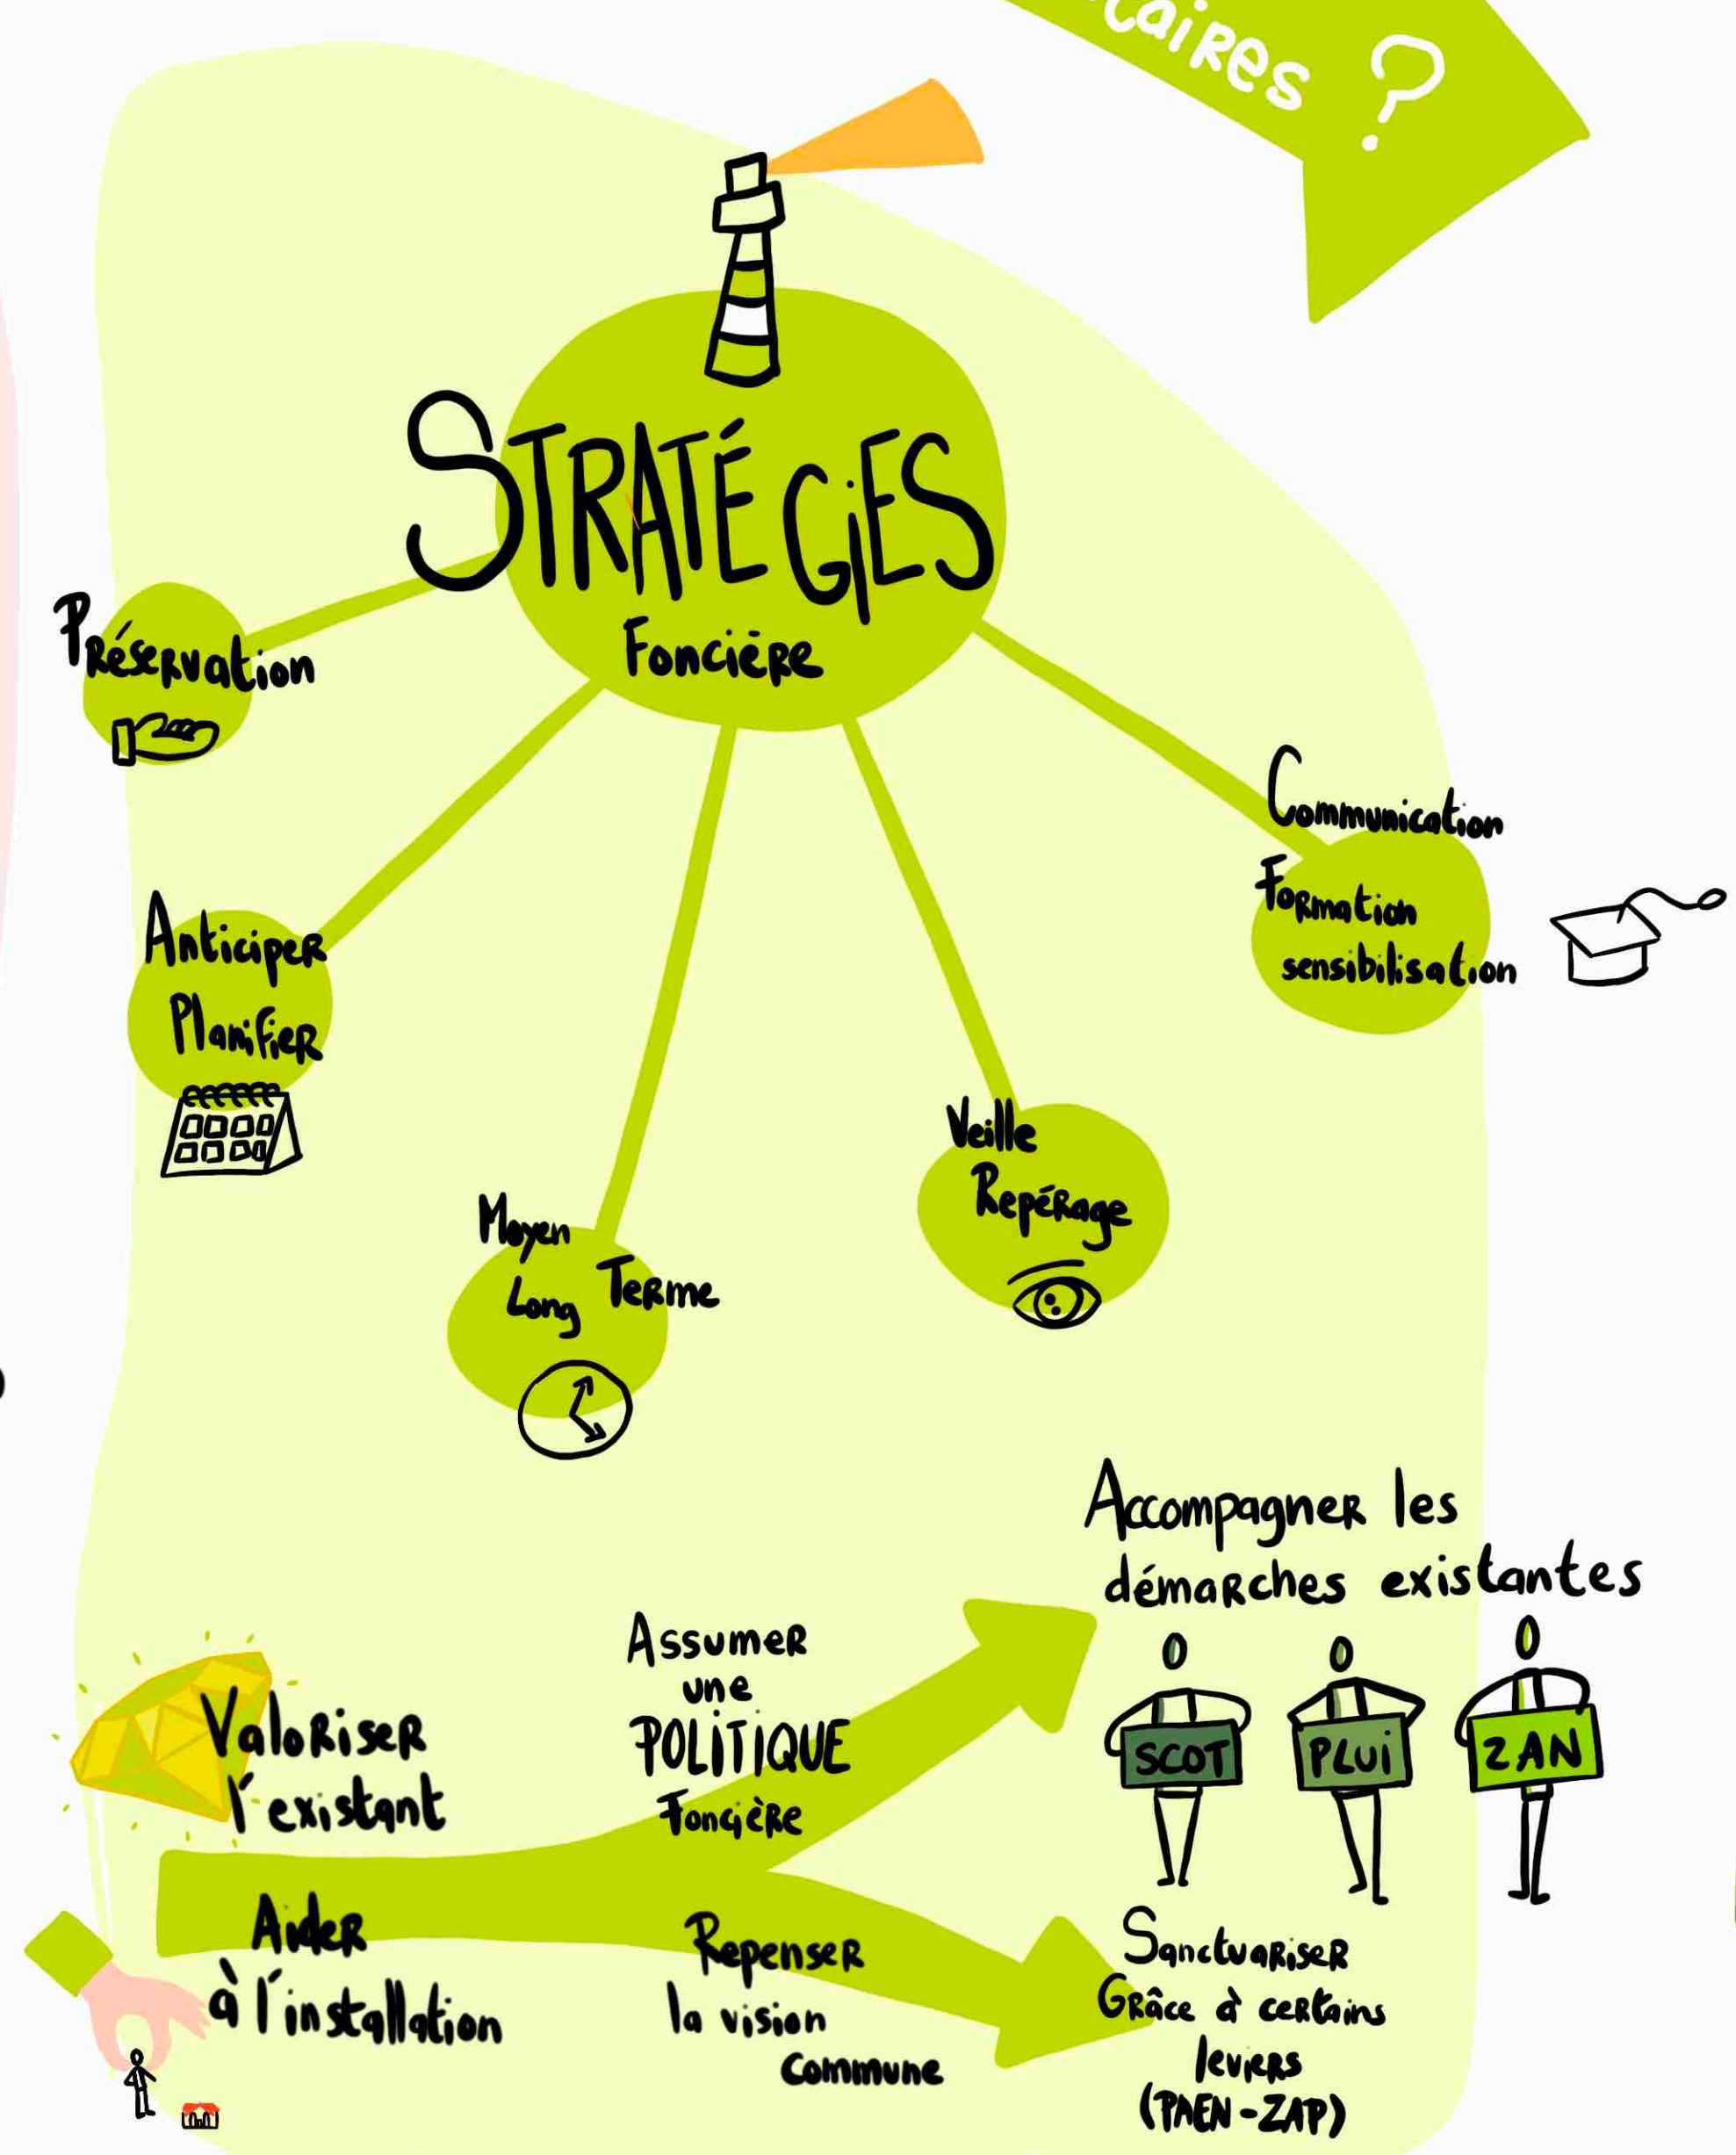 ?
STRATÉGiES
Foncière
Préservation
Anticiper
Planifier
Moyen
Long Terme
Veille
Repérage
Communication
Formation
sensibilisation
Valoriser
l'existant
Aider
à l'installation
Assumer
une
POLiTiQUE
Foncière
Repenser
la vision
commune
Accompagner les
démarches existantes
SCOT
PLUi
ZAN
Sanctuariser
Grâce à certains
leviers
(PAEN-ZAP)